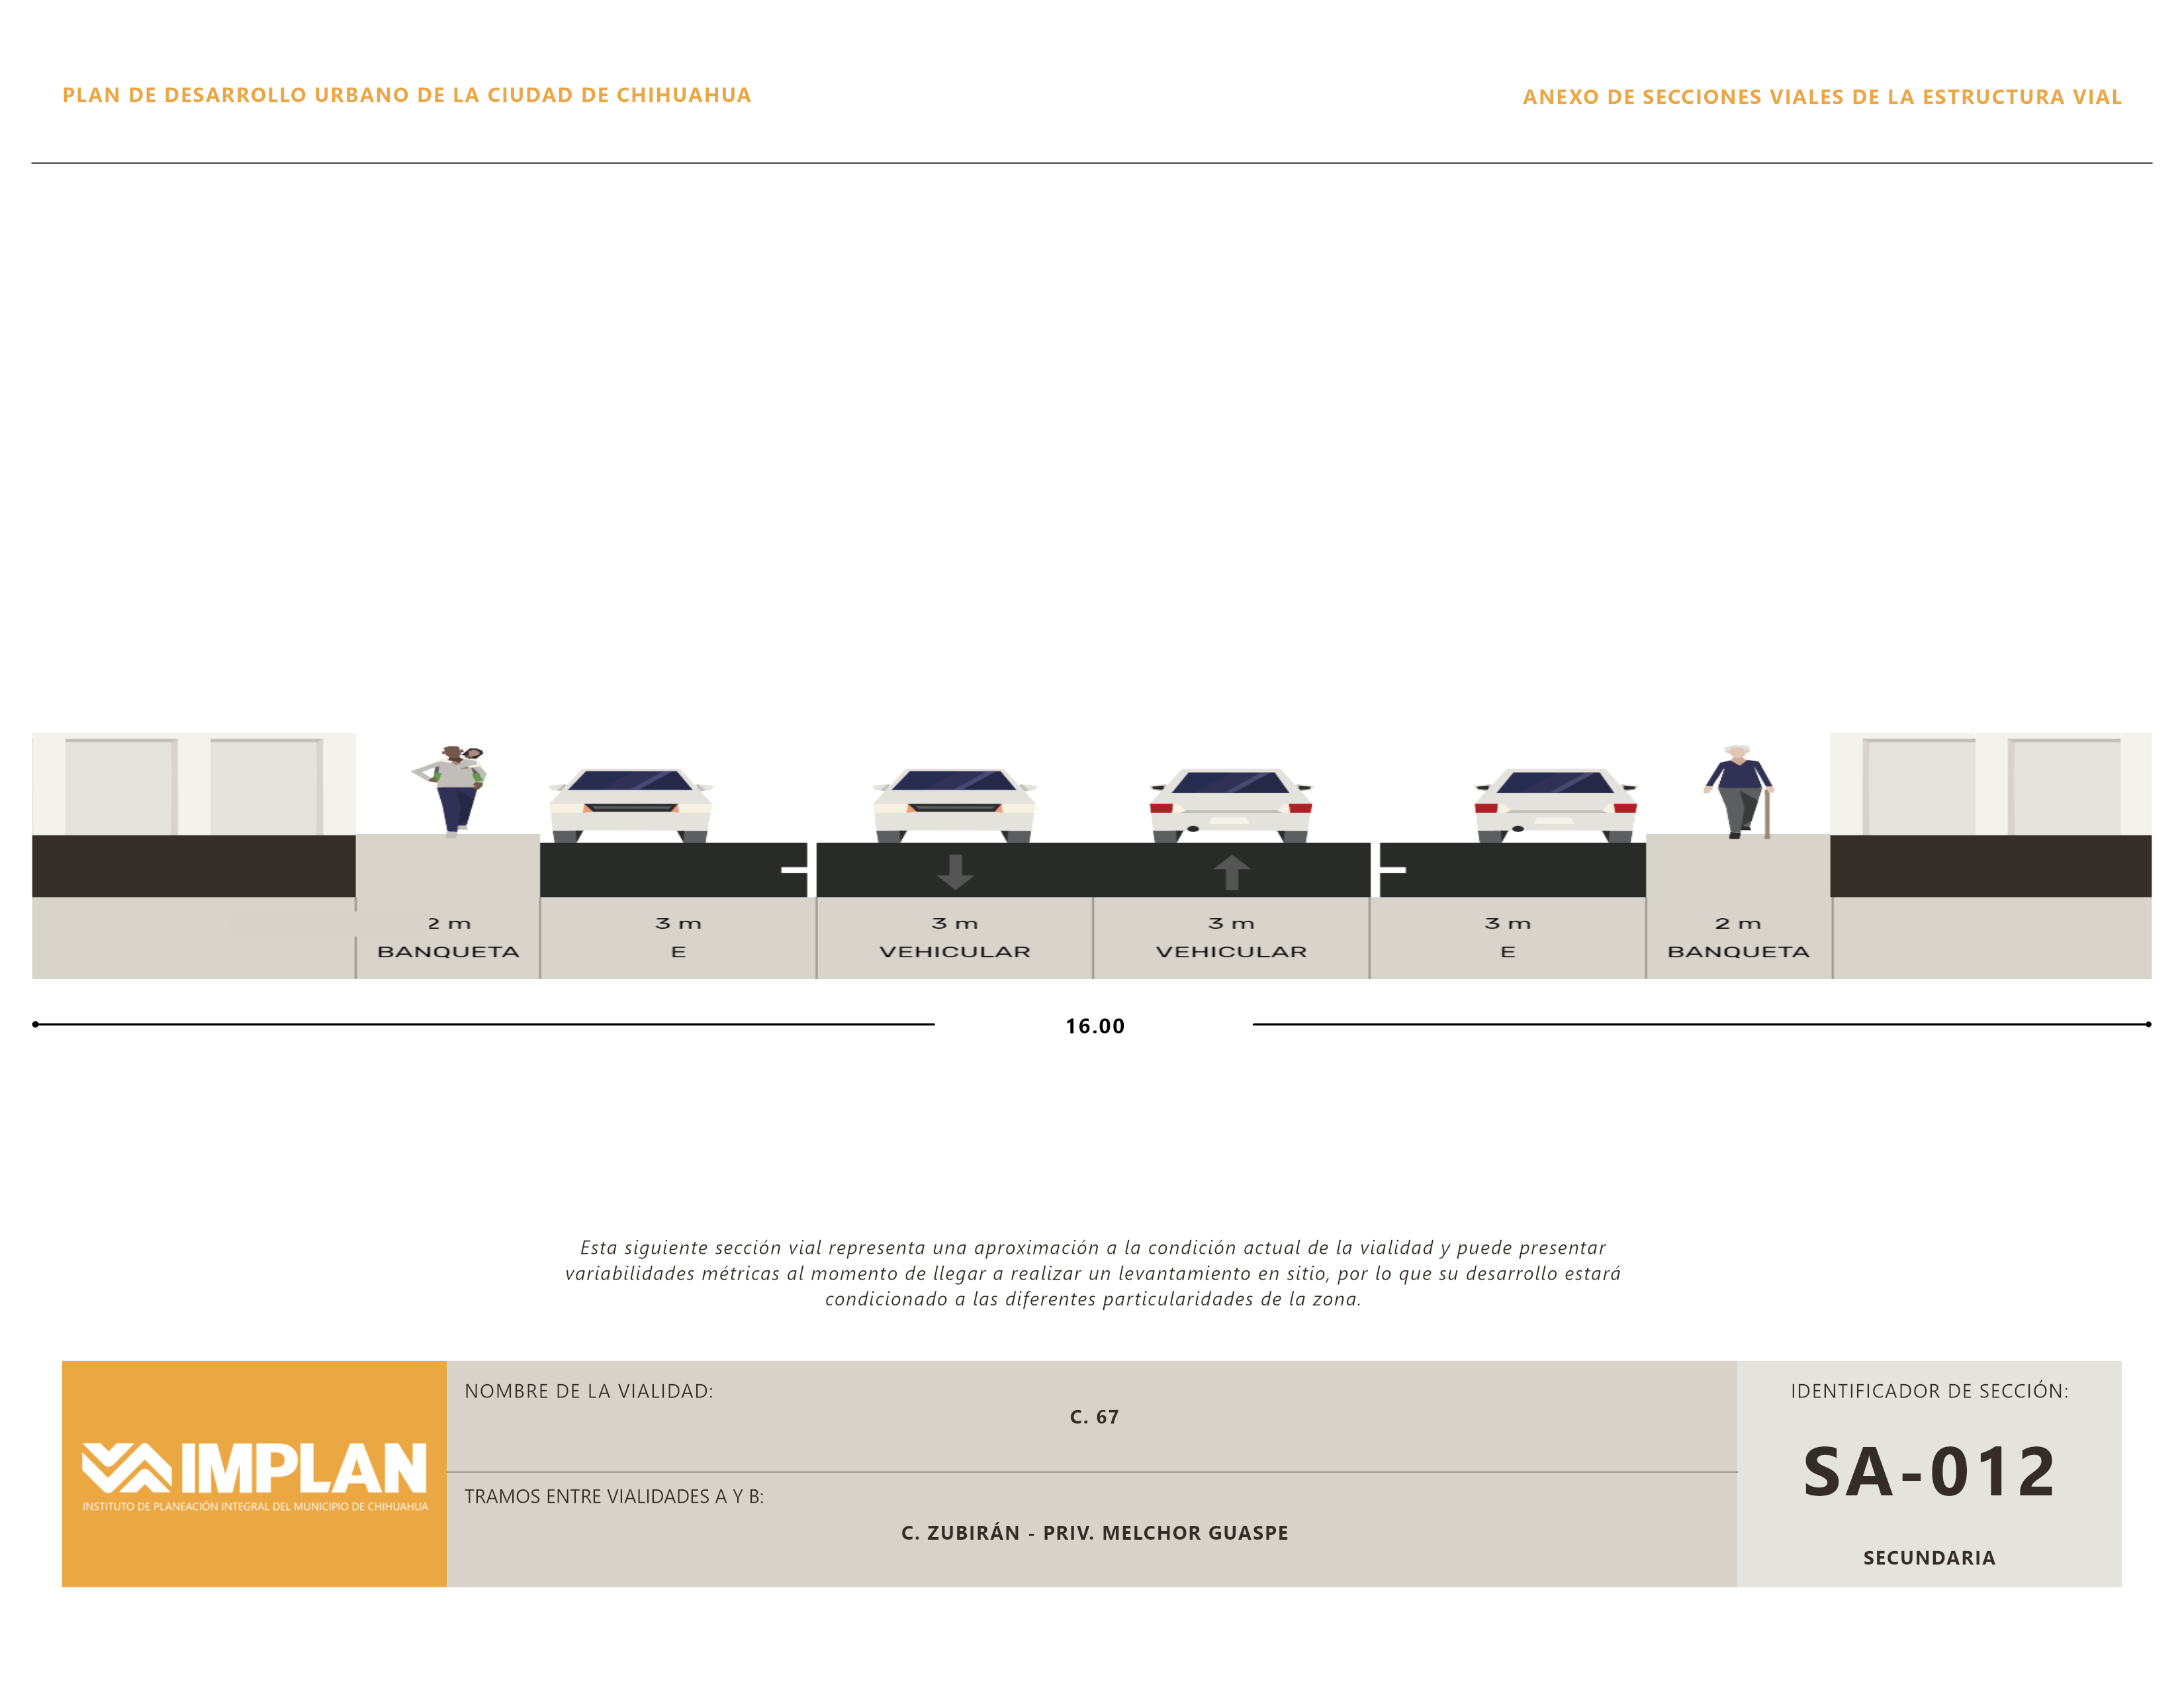 PLAN DE DESARROLLO URBANO DE LA CIUDAD DE CHIHUAHUA
ANEXO DE SECCIONES VIALES DE LA ESTRUCTURA VIAL
2 m
BANQUETA
3 m
E
3 m
VEHICULAR
3 m
VEHICULAR
3 m
E
2 m
BANQUETA
16.00
Esta siguiente sección vial representa una aproximación a la condición actual de la vialidad y puede presentar
variabilidades métricas al momento de llegar a realizar un levantamiento en sitio, por lo que su desarrollo estará
condicionado a las diferentes particularidades de la zona.
IMPLAN
INSTITUTO DE PLANEACIÓN INTEGRAL DEL MUNICIPIO DE CHIHUAHUA
NOMBRE DE LA VIALIDAD:
C. 67
TRAMOS ENTRE VIALIDADES A Y B:
C. ZUBIRÁN - PRIV. MELCHOR GUASPE
IDENTIFICADOR DE SECCIÓN:
SA-012
SECUNDARIA